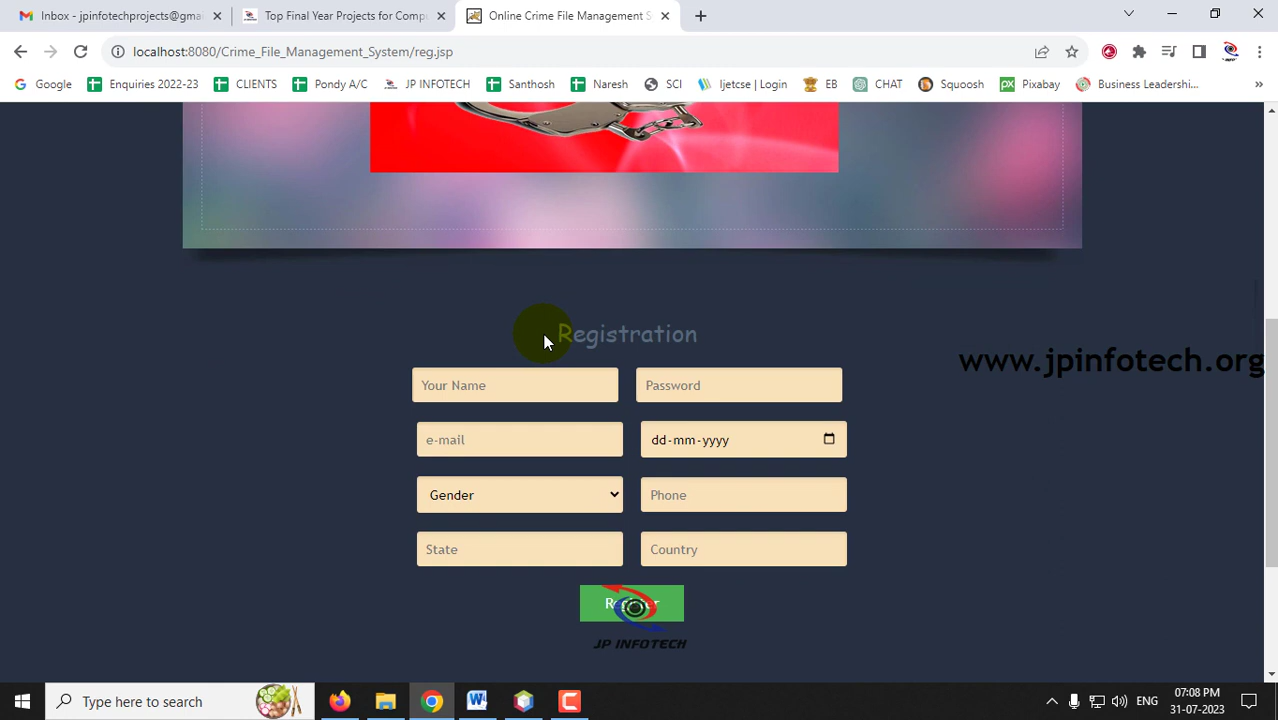 Inbox - jpinfotechprojects@gmai
Top Final Year Projects for Compu
Online Crime File Management S
localhost:8080/Crime_File_Management_System/reg.jsp
Google Enquiries 2022-23 CLIENTS Pondy A/C JP INFOTECH Santhosh Naresh SCI Ijetcse | Login EB CHAT Squoosh Pixabay Business Leadershi...
Registration
www.jpinfotech.org
Your Name Password
e-mail dd-mm-yyyy
Gender Phone
State Country
Register
JP INFOTECH
Type here to search
ENG
07:08 PM
31-07-2023